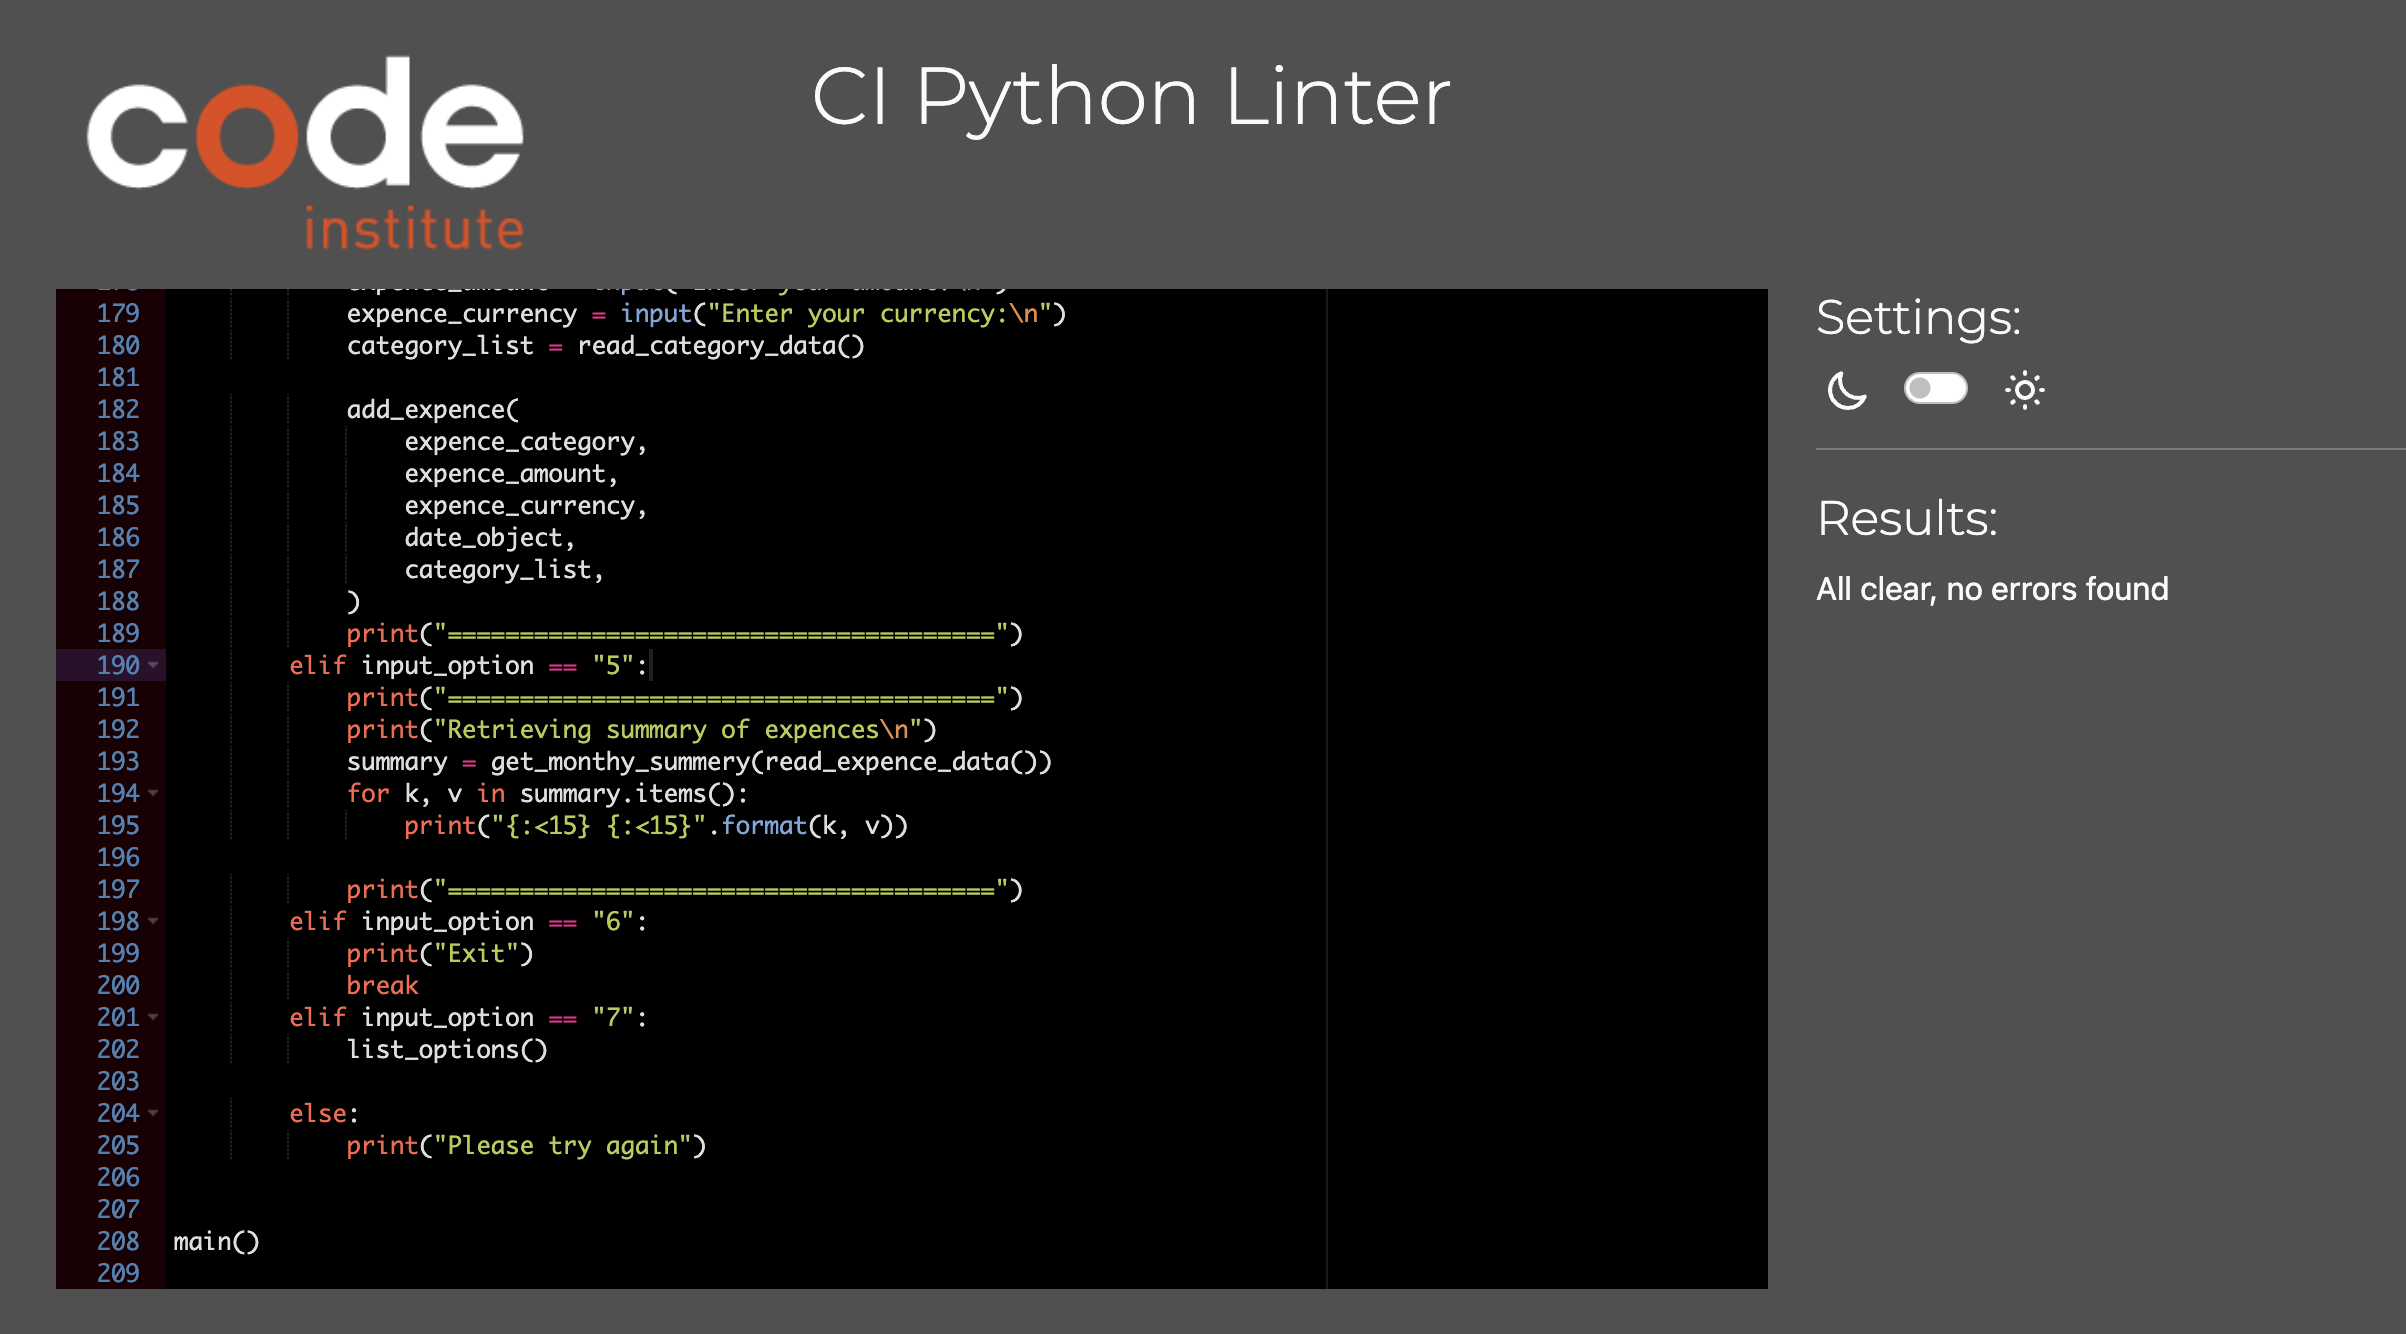 code
institute
CI Python Linter
179 expence_currency = input("Enter your currency:\n")
180 category_list = read_category_data()
181
182 add_expence(
183 expence_category,
184 expence_amount,
185 expence_currency,
186 date_object,
187 category_list,
188 )
189 print("======================================")
190 elif input_option == "5":
191 print("======================================")
192 print("Retrieving summary of expences\n")
193 summary = get_monthy_summery(read_expence_data())
194 for k, v in summary.items():
195 print("{:<15} {:<15}".format(k, v))
196
197 print("======================================")
198 elif input_option == "6":
199 print("Exit")
200 break
201 elif input_option == "7":
202 list_options()
203
204 else:
205 print("Please try again")
206
207
208 main()
209
Settings:
Results:
All clear, no errors found